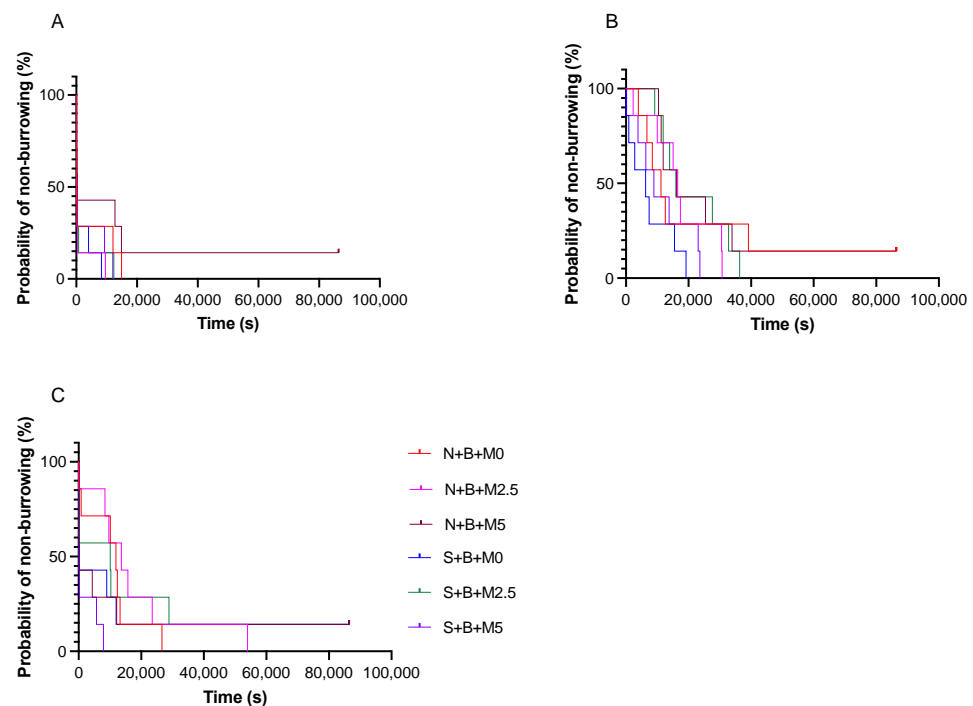 A
Probability of non-burrowing (%)
100
50
0
0 20,000 40,000 60,000 80,000 100,000
Time (s)
B
Probability of non-burrowing (%)
100
50
0
0 20,000 40,000 60,000 80,000 100,000
Time (s)
C
Probability of non-burrowing (%)
100
50
0
0 20,000 40,000 60,000 80,000 100,000
Time (s)
N+B+M0
N+B+M2.5
N+B+M5
S+B+M0
S+B+M2.5
S+B+M5